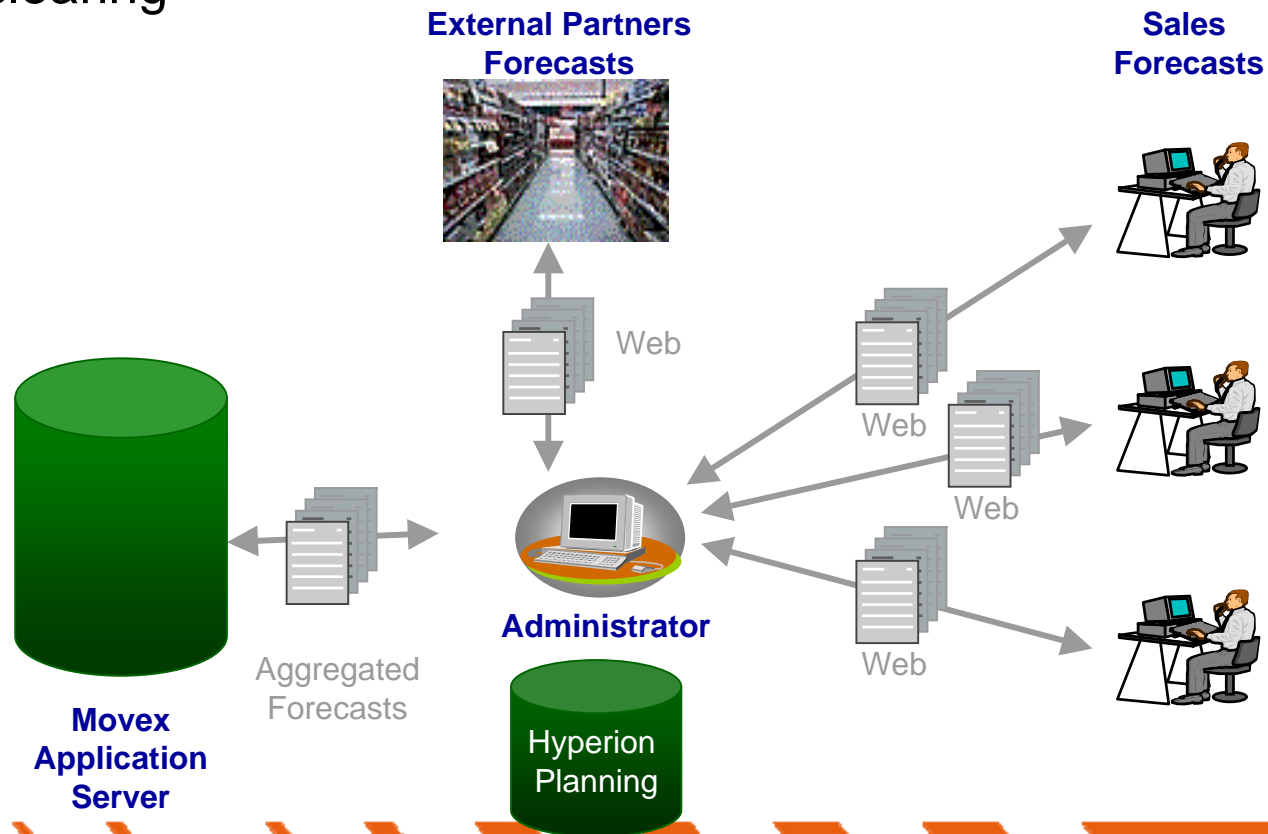 External Partners
Forecasts
Sales
Forecasts
Web
Web
Web
Web
Administrator
Aggregated
Forecasts
Movex
Application
Server
Hyperion
Planning